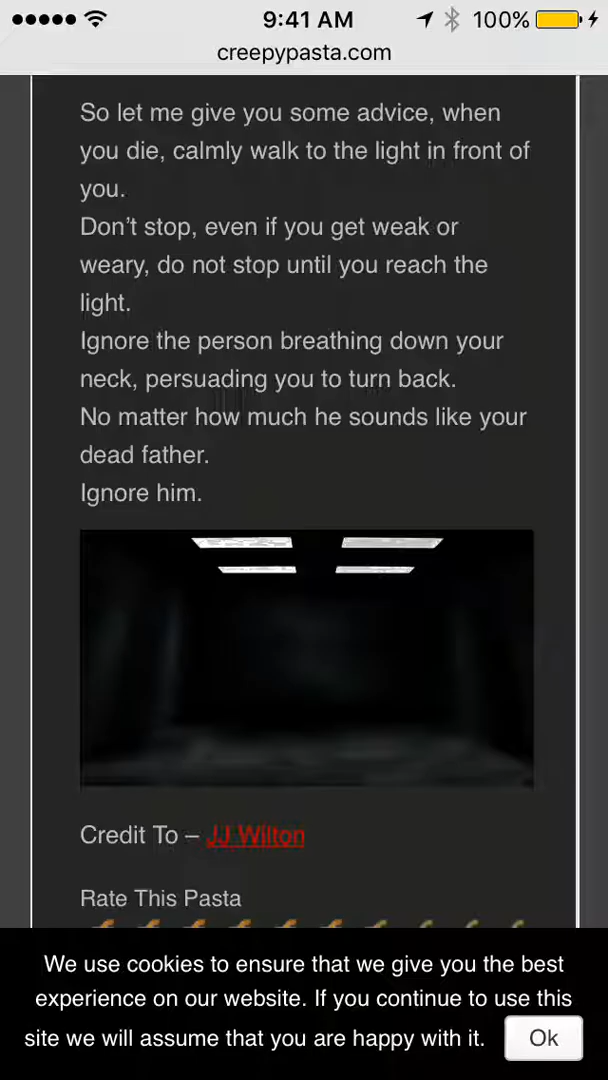 9:41 AM
100%
creepypasta.com
So let me give you some advice, when
you die, calmly walk to the light in front of
you.
Don’t stop, even if you get weak or
weary, do not stop until you reach the
light.
Ignore the person breathing down your
neck, persuading you to turn back.
No matter how much he sounds like your
dead father.
Ignore him.
Credit To – JJ Wilton
Rate This Pasta
We use cookies to ensure that we give you the best
experience on our website. If you continue to use this
site we will assume that you are happy with it. Ok